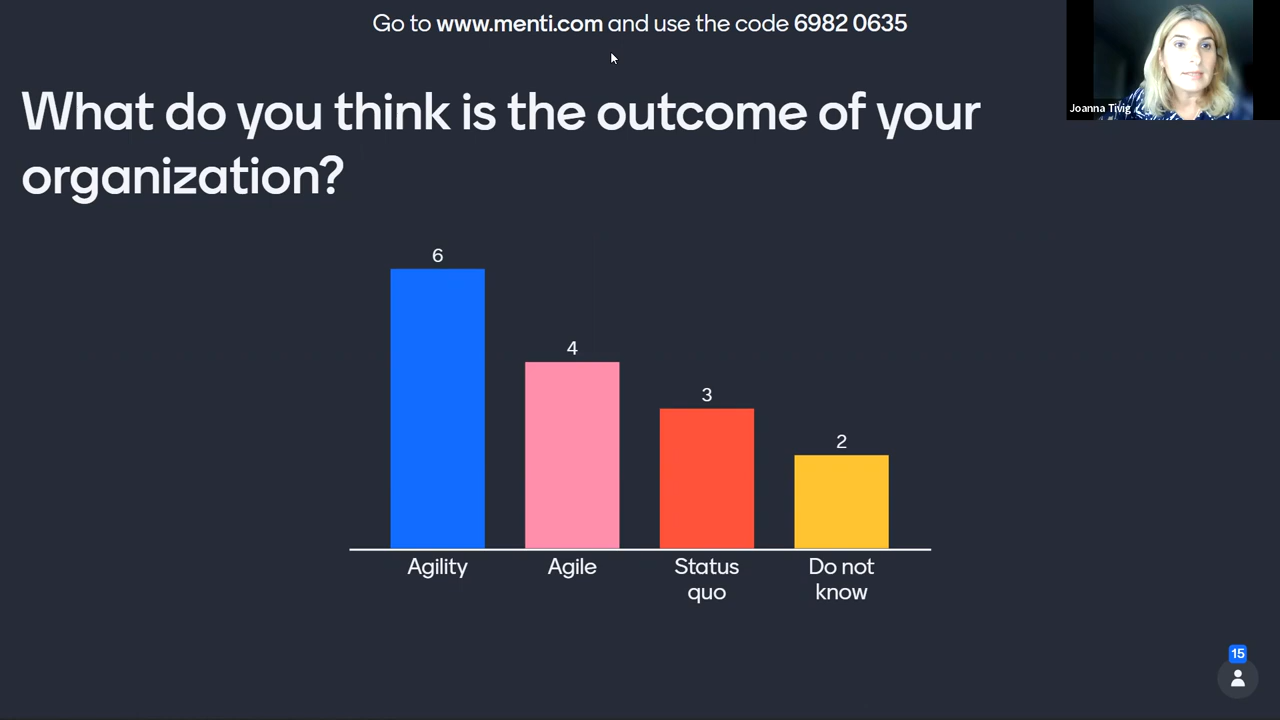 Go to www.menti.com and use the code 6982 0635
Joanna Tivig
What do you think is the outcome of your
organization?
6
4
3
2
Agility
Agile
Status
quo
Do not
know
15